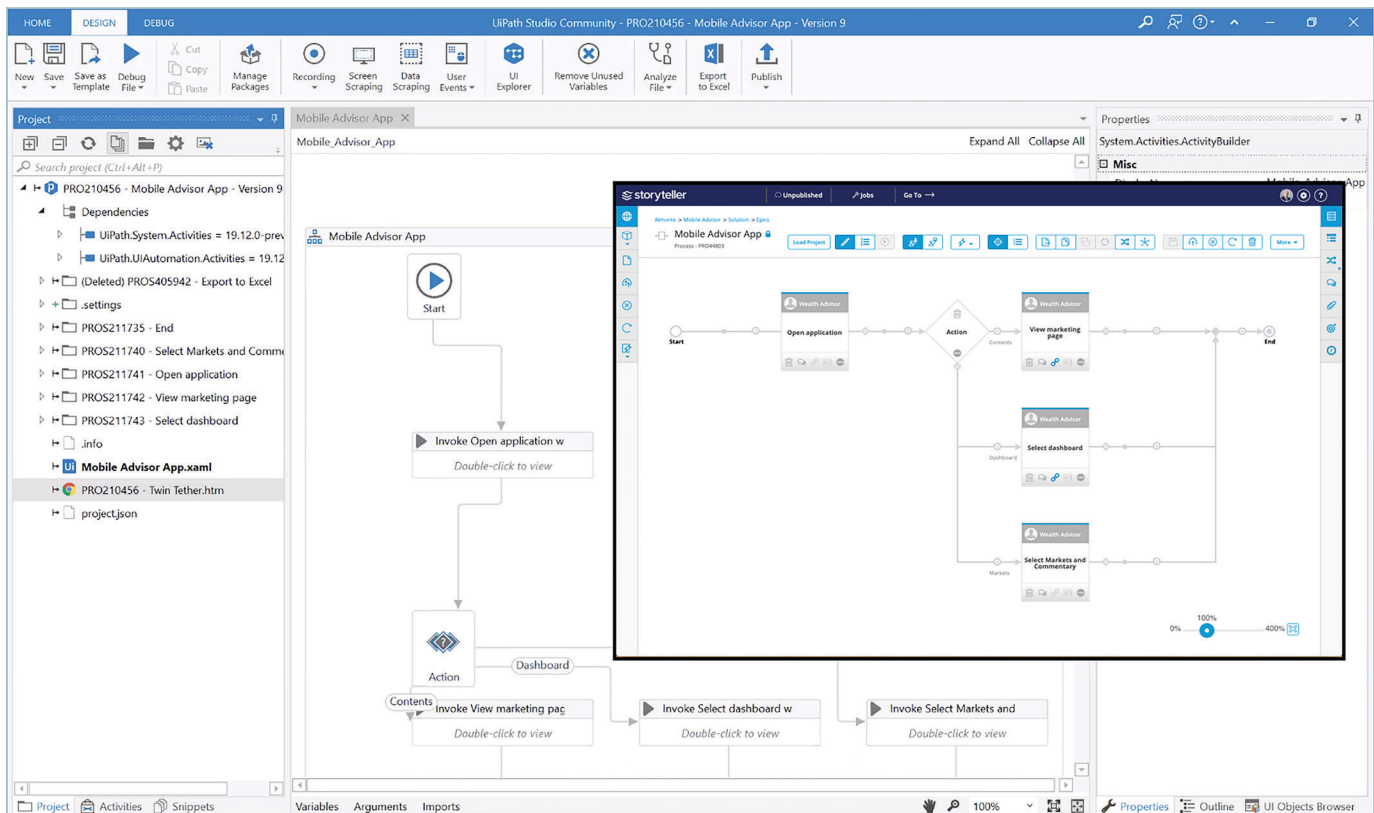 HOME DESIGN DEBUG
UiPath Studio Community - PRO210456 - Mobile Advisor App - Version 9
New Save Save as Template Debug File
Cut
Copy
Paste
Manage Packages
Recording Screen Scraping Data Scraping User Events UI Explorer Remove Unused Variables Analyze File Export to Excel Publish
Project
Search project (Ctrl+Alt+P)
PRO210456 - Mobile Advisor App - Version 9
Dependencies
UiPath.System.Activities = 19.12.0-prev
UiPath.UIAutomation.Activities = 19.12
(Deleted) PROS405942 - Export to Excel
.settings
PROS211735 - End
PROS211740 - Select Markets and Comme
PROS211741 - Open application
PROS211742 - View marketing page
PROS211743 - Select dashboard
.info
Mobile Advisor App.xaml
PRO210456 - Twin Tether.htm
project.json
Project Activities Snippets
Mobile Advisor App
Mobile_Advisor_App
Expand All Collapse All
Mobile Advisor App
Start
Invoke Open application w
Double-click to view
Action
Dashboard
Contents
Invoke View marketing pag
Double-click to view
Invoke Select dashboard w
Double-click to view
Invoke Select Markets and
Double-click to view
Variables Arguments Imports
100%
Properties
System.Activities.ActivityBuilder
Misc
App
Properties Outline UI Objects Browser
storyteller
Unpublished Jobs Go To
Almonte > Mobile Advisor > Solution > Epics
Mobile Advisor App
Process - PRO44803
Load Project
More
Start
Wealth Advisor
Open application
Action
Contents
Wealth Advisor
View marketing page
End
Wealth Advisor
Dashboard
Select dashboard
Wealth Advisor
Markets
Select Markets and Commentary
100%
0% 400%